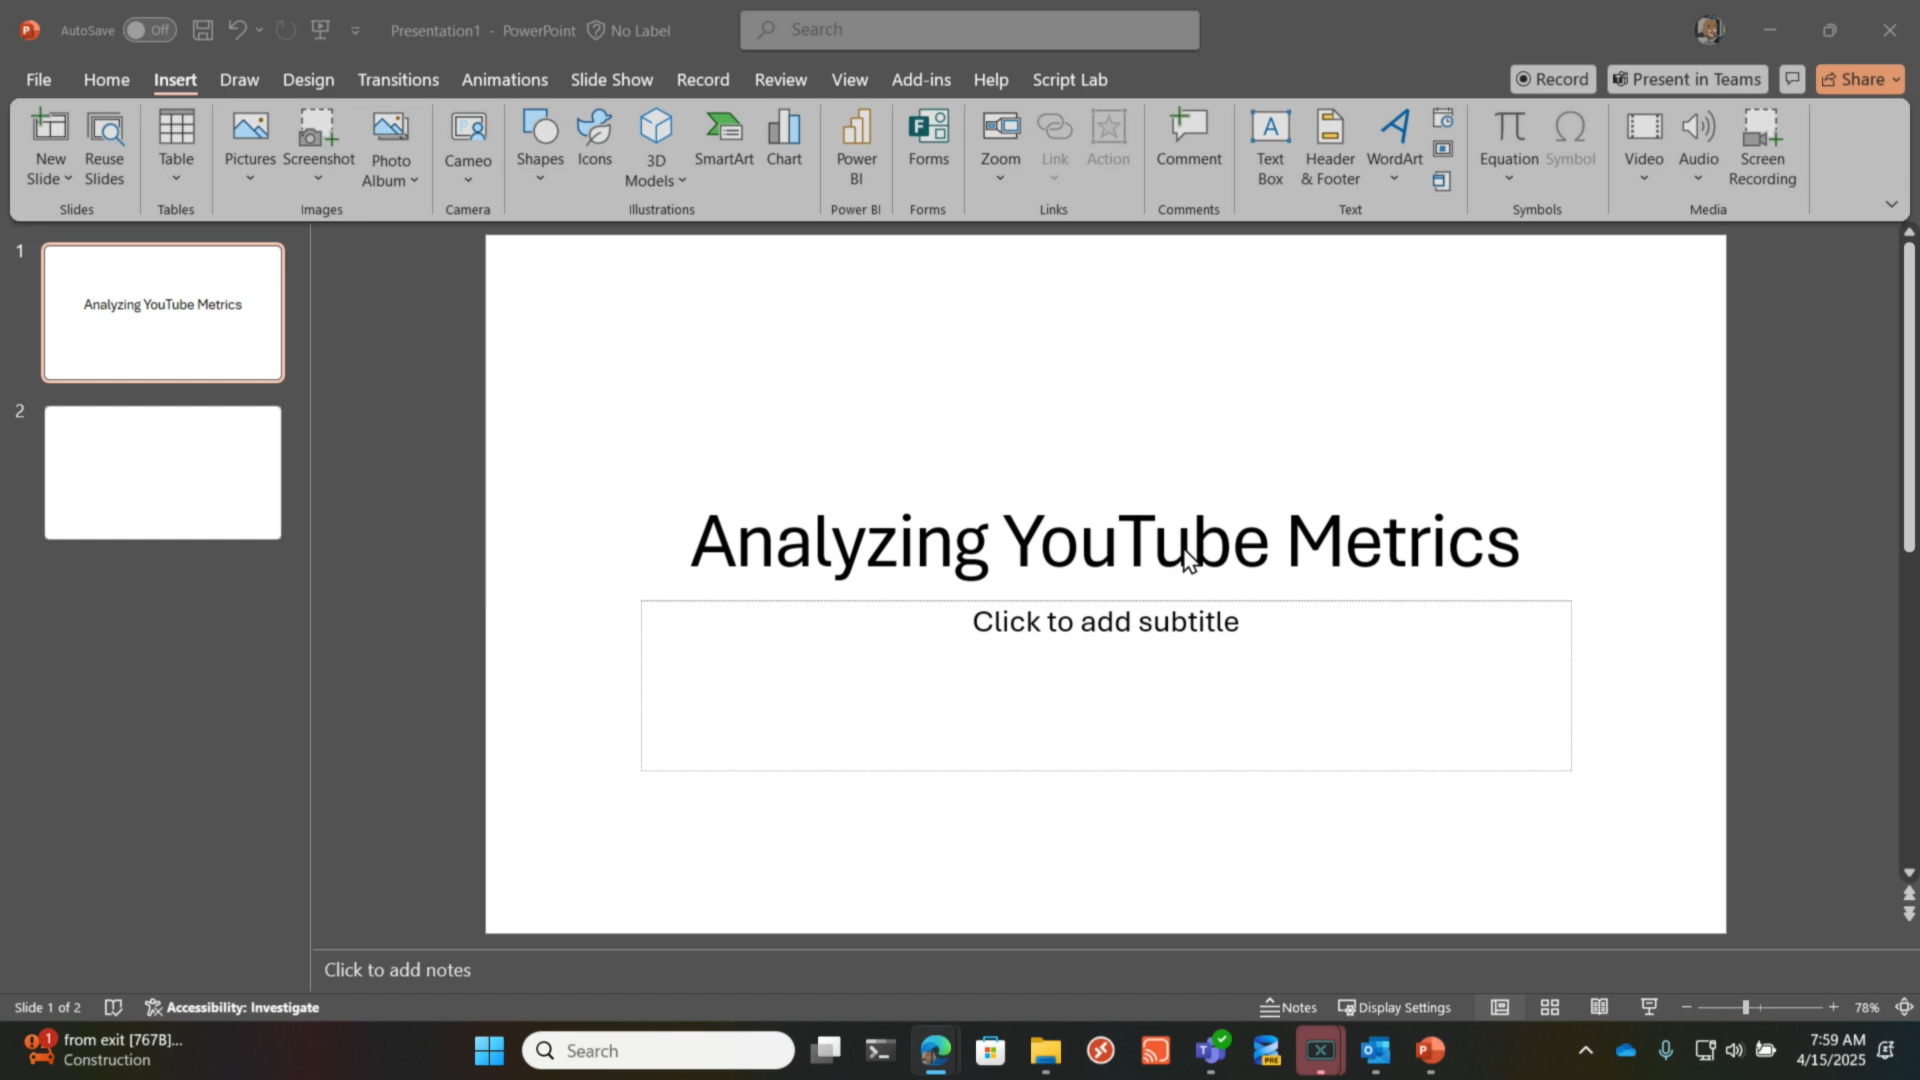 AutoSave Off Presentation1 - PowerPoint No Label Search
File Home Insert Draw Design Transitions Animations Slide Show Record Review View Add-ins Help Script Lab Record Present in Teams Share
New Slide
Reuse Slides
Table
Pictures
Screenshot
Photo Album
Cameo
Shapes
Icons
3D Models
SmartArt
Chart
Power BI
Forms
Zoom
Link
Action
Comment
Text Box
Header & Footer
WordArt
Equation
Symbol
Video
Audio
Screen Recording
Slides Tables Images Camera Illustrations Power BI Forms Links Comments Text Symbols Media
1
Analyzing YouTube Metrics
2
Analyzing YouTube Metrics
Click to add subtitle
Click to add notes
Slide 1 of 2 Accessibility: Investigate Notes Display Settings 78%
1 from exit [767B]...
Construction
Search
PRE
7:59 AM
4/15/2025